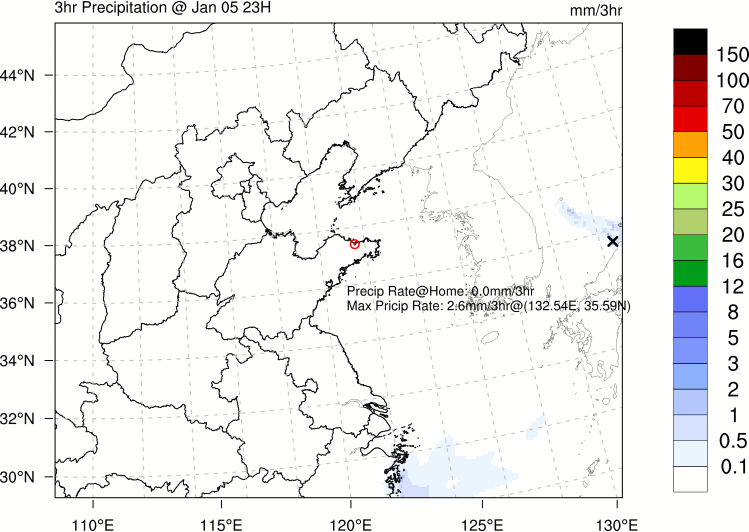 3hr Precipitation @ Jan 05 23H
mm/3hr
44°N
42°N
40°N
38°N
36°N
34°N
32°N
30°N
110°E
115°E
120°E
125°E
130°E
Precip Rate@Home: 0.0mm/3hr
Max Pricip Rate: 2.6mm/3hr@(132.54E, 35.59N)
150
100
70
50
40
30
25
20
16
12
8
5
3
2
1
0.5
0.1